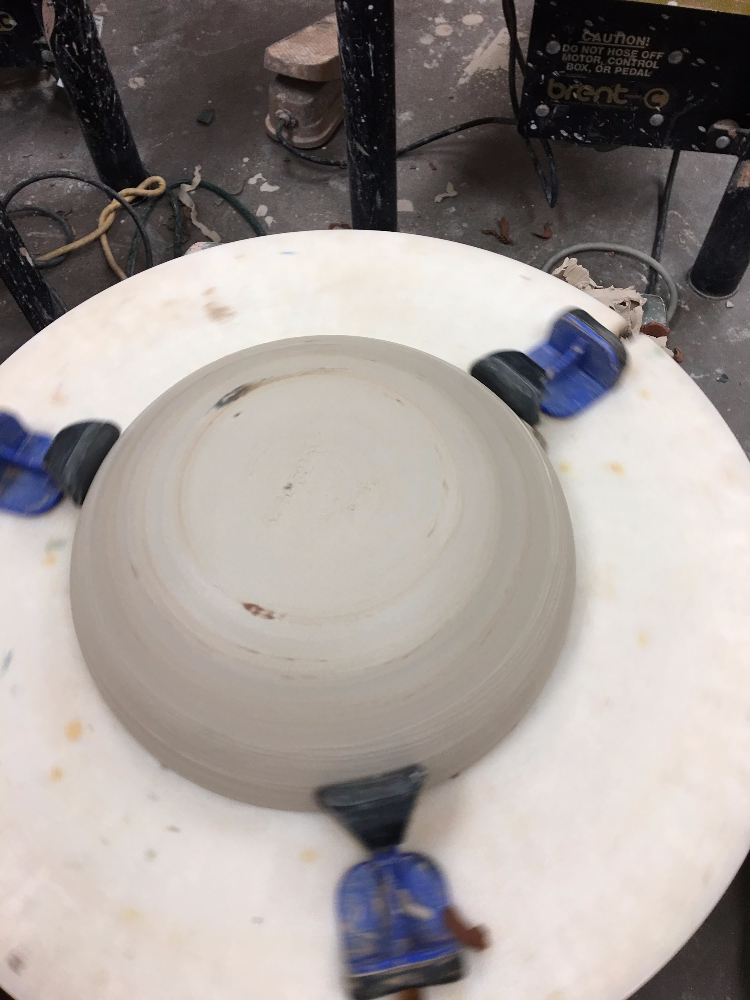 CAUTION!
DO NOT HOSE OFF
MOTOR, CONTROL
BOX, OR PEDAL
brent C